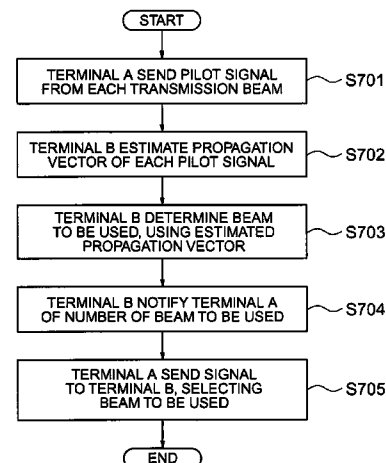 START
TERMINAL A SEND PILOT SIGNAL
FROM EACH TRANSMISSION BEAM
S701
TERMINAL B ESTIMATE PROPAGATION
VECTOR OF EACH PILOT SIGNAL
S702
TERMINAL B DETERMINE BEAM
TO BE USED, USING ESTIMATED
PROPAGATION VECTOR
S703
TERMINAL B NOTIFY TERMINAL A
OF NUMBER OF BEAM TO BE USED
S704
TERMINAL A SEND SIGNAL
TO TERMINAL B, SELECTING
BEAM TO BE USED
S705
END